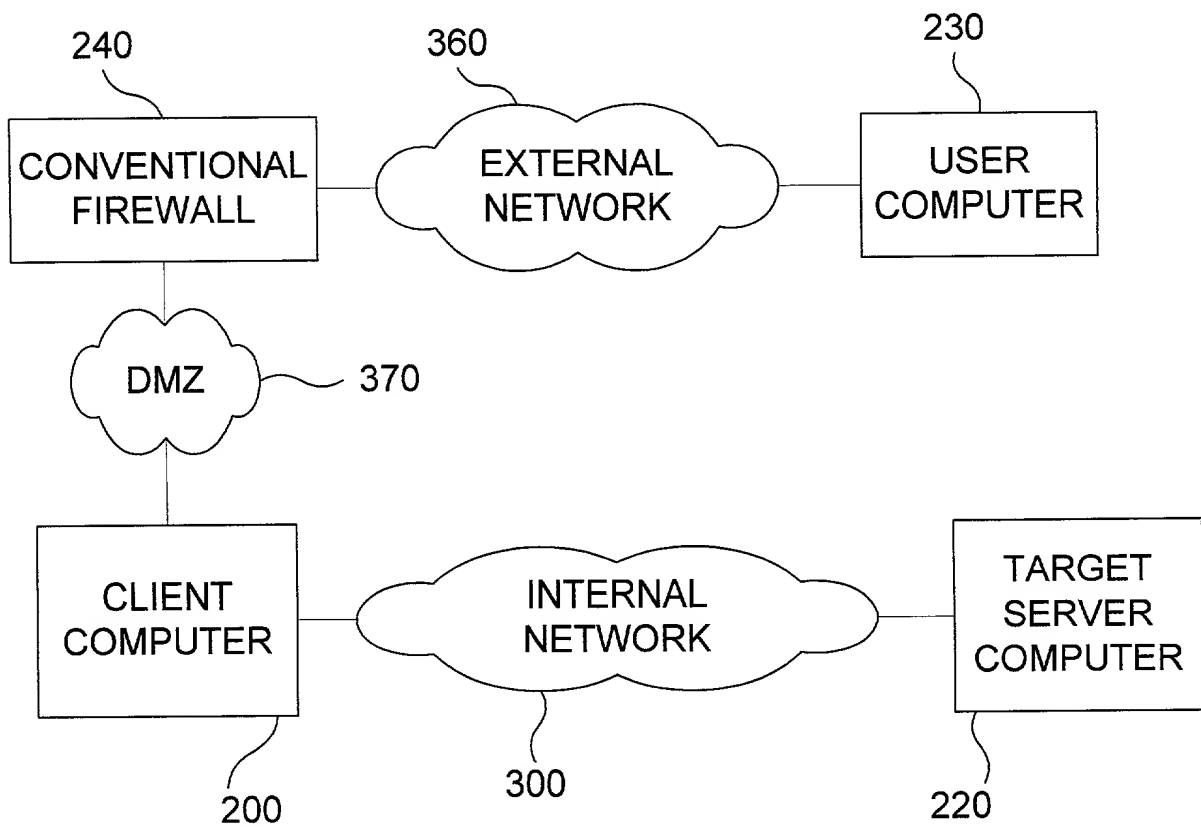 240
360
230
CONVENTIONAL
FIREWALL
EXTERNAL
NETWORK
USER
COMPUTER
DMZ
370
CLIENT
COMPUTER
INTERNAL
NETWORK
TARGET
SERVER
COMPUTER
200
300
220